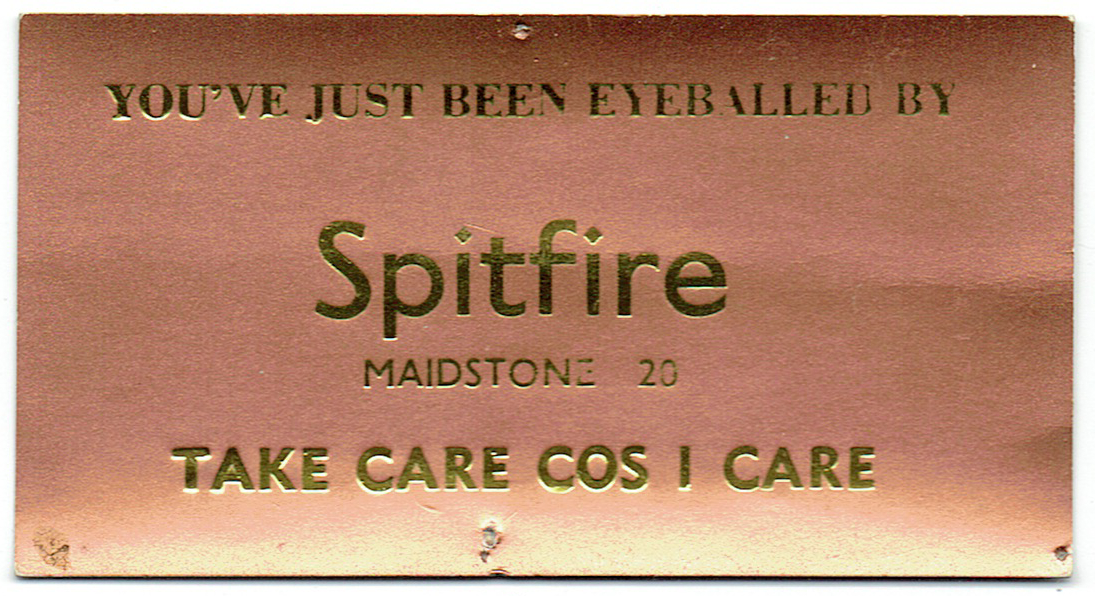 YOU'VE JUST BEEN EYEBALLED BY
Spitfire
MAIDSTONE 20
TAKE CARE COS I CARE